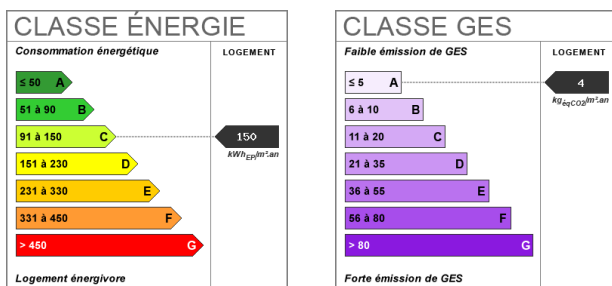 CLASSE ÉNERGIE
Consommation énergétique
LOGEMENT
≤ 50 A
51 à 90 B
91 à 150 C
150
kWhEP/m².an
151 à 230 D
231 à 330 E
331 à 450 F
> 450 G
Logement énergivore
CLASSE GES
Faible émission de GES
LOGEMENT
≤ 5 A
4
kgéqCO2/m².an
6 à 10 B
11 à 20 C
21 à 35 D
36 à 55 E
56 à 80 F
> 80 G
Forte émission de GES